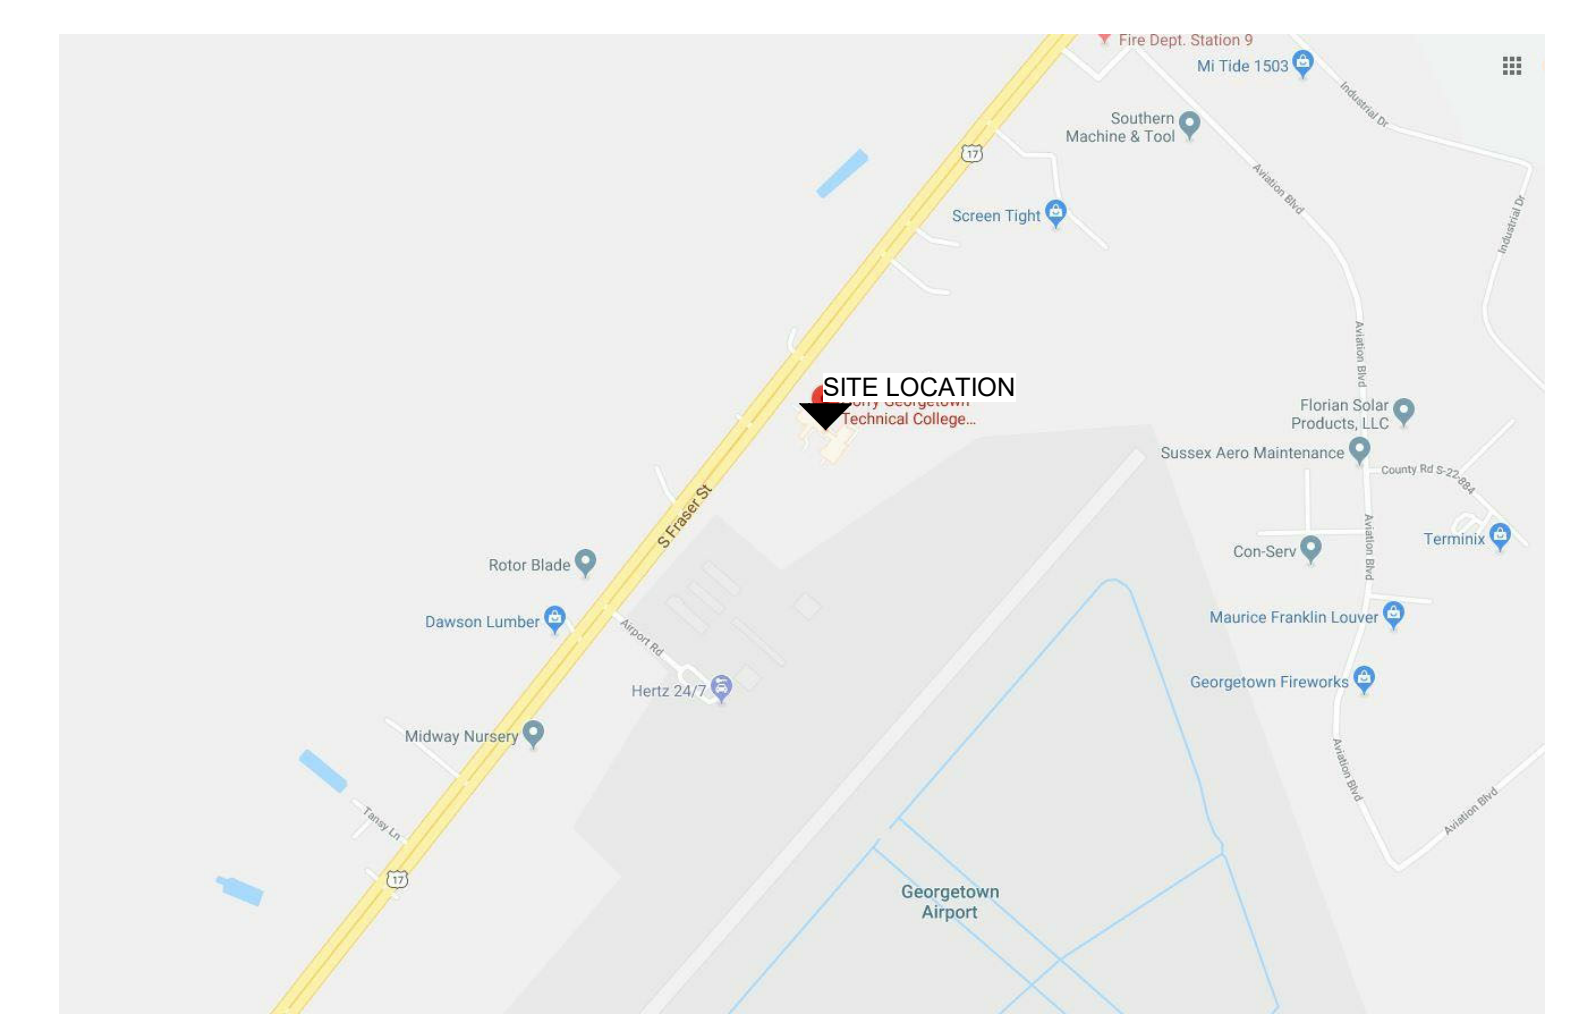 Fire Dept. Station 9
Mi Tide 1503
Industrial Dr
Southern
Machine & Tool
17
Aviation Blvd
Industrial Dr
Screen Tight
Aviation Blvd
SITE LOCATION
Georgetown
Technical College...
Florian Solar
Products, LLC
Sussex Aero Maintenance
County Rd S-22-884
S Fraser St
Aviation Blvd
Terminix
Con-Serv
Rotor Blade
Dawson Lumber
Airport Rd
Maurice Franklin Louver
Hertz 24/7
Georgetown Fireworks
Midway Nursery
Aviation Blvd
Tansy Ln
Aviation Blvd
17
Georgetown
Airport